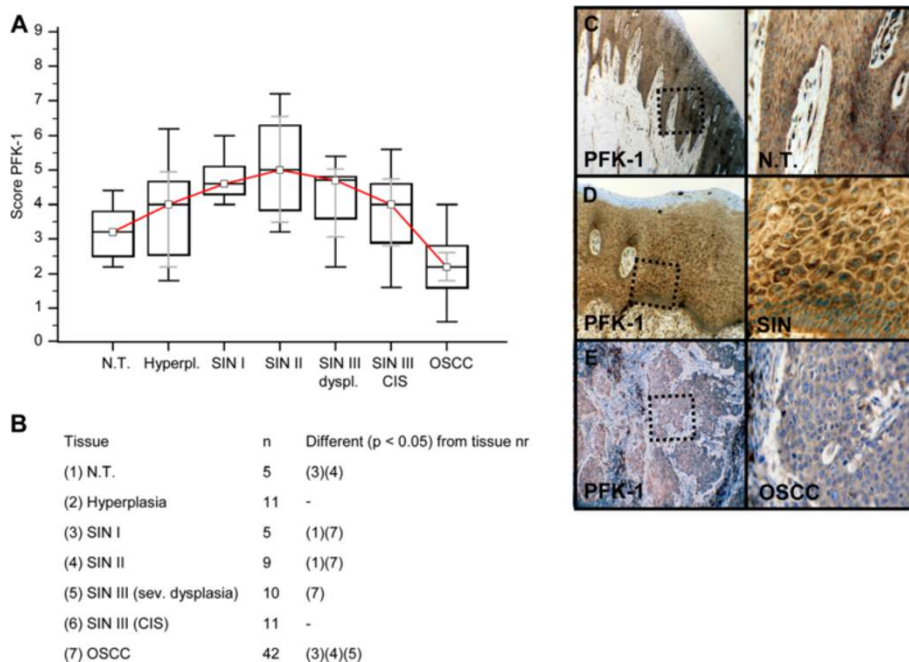 A
Score PFK-1
9
8
7
6
5
4
3
2
1
0
N.T. Hyperpl. SIN I SIN II SIN III dyspl. SIN III CIS OSCC
B
Tissue n Different (p < 0.05) from tissue nr
(1) N.T. 5 (3)(4)
(2) Hyperplasia 11 -
(3) SIN I 5 (1)(7)
(4) SIN II 9 (1)(7)
(5) SIN III (sev. dysplasia) 10 (7)
(6) SIN III (CIS) 11 -
(7) OSCC 42 (3)(4)(5)
C
PFK-1 N.T.
D
PFK-1 SIN
E
PFK-1 OSCC